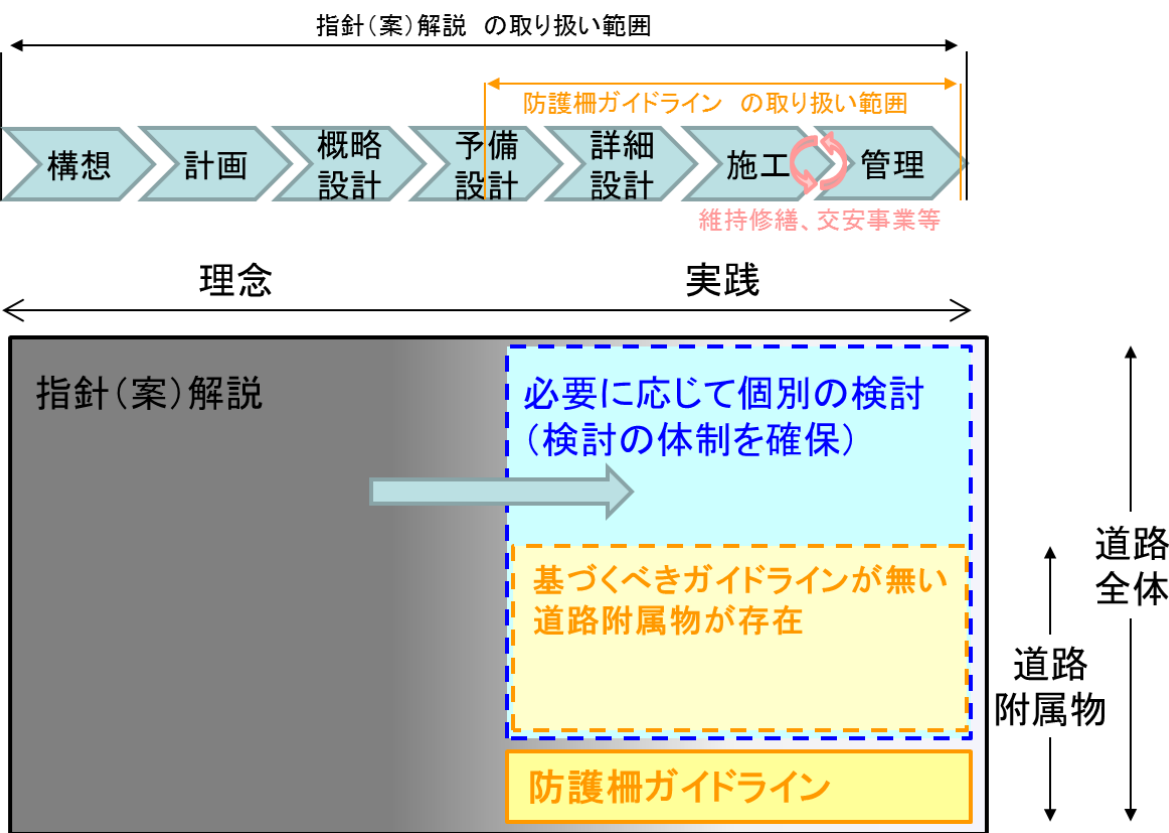 指針（案）解説　の取り扱い範囲
防護柵ガイドライン　の取り扱い範囲
構想
計画
概略
設計
予備
設計
詳細
設計
施工
管理
維持修繕、交安事業等
理念
実践
指針（案）解説
必要に応じて個別の検討
（検討の体制を確保）
基づくべきガイドラインが無い
道路附属物が存在
防護柵ガイドライン
道路
附属物
道路
全体